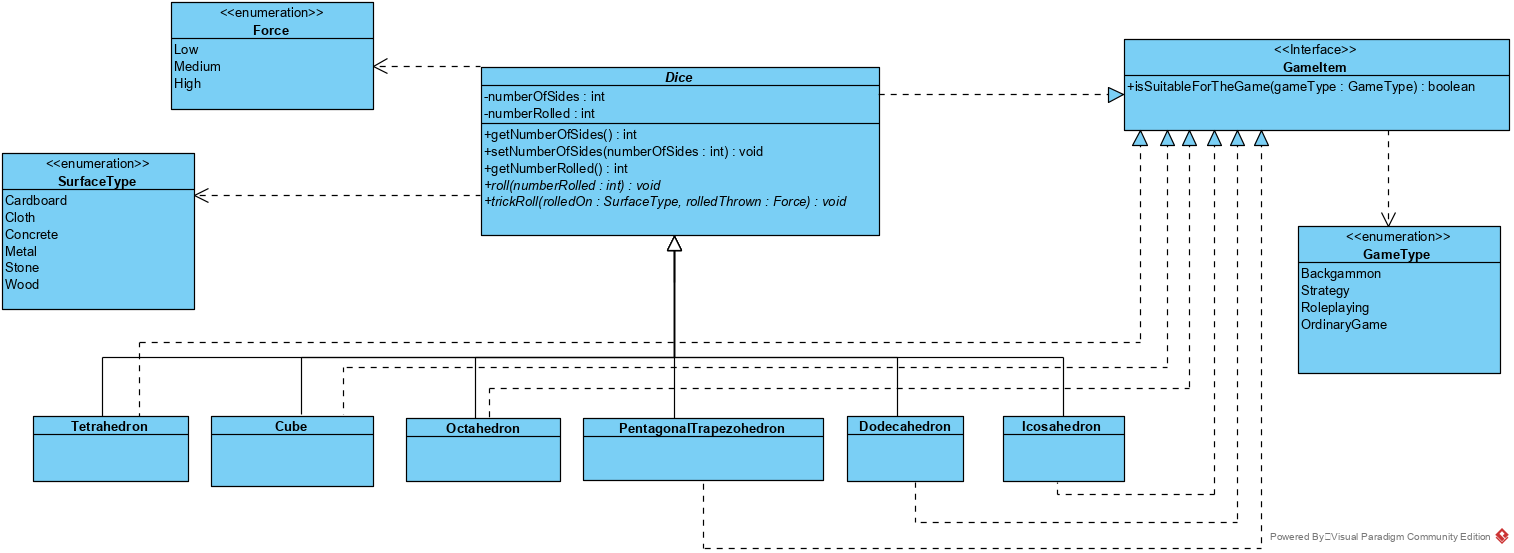 <<enumeration>>
Force
Low
Medium
High
<<enumeration>>
SurfaceType
Cardboard
Cloth
Concrete
Metal
Stone
Wood
Dice
-numberOfSides : int
-numberRolled : int
+getNumberOfSides() : int
+setNumberOfSides(numberOfSides : int) : void
+getNumberRolled() : int
+roll(numberRolled : int) : void
+trickRoll(rolledOn : SurfaceType, rolledThrown : Force) : void
<<Interface>>
GameItem
+isSuitableForTheGame(gameType : GameType) : boolean
<<enumeration>>
GameType
Backgammon
Strategy
Roleplaying
OrdinaryGame
Tetrahedron
Cube
Octahedron
PentagonalTrapezohedron
Dodecahedron
Icosahedron
Powered By Visual Paradigm Community Edition